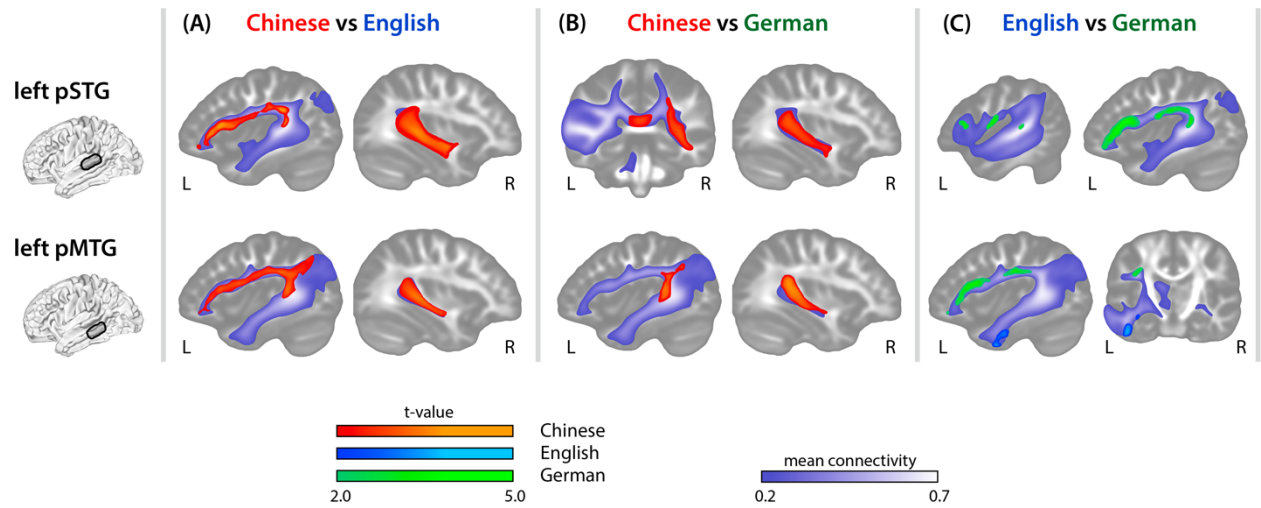 (A) Chinese vs English
(B) Chinese vs German
(C) English vs German
left pSTG
L R
L R
L L
left pMTG
L R
L R
L L R
t-value
Chinese
English
German
2.0 5.0
mean connectivity
0.2 0.7